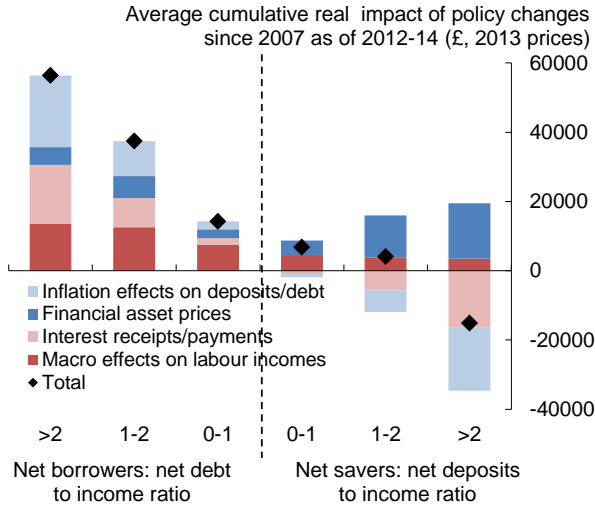 Average cumulative real impact of policy changes
since 2007 as of 2012-14 (£, 2013 prices)
60000
40000
20000
0
-20000
-40000
Inflation effects on deposits/debt
Financial asset prices
Interest receipts/payments
Macro effects on labour incomes
Total
>2 1-2 0-1 0-1 1-2 >2
Net borrowers: net debt
to income ratio
Net savers: net deposits
to income ratio